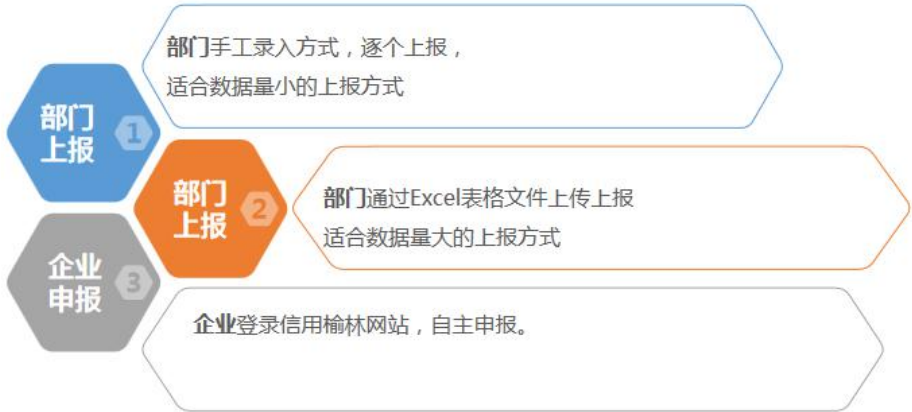 部门手工录入方式，逐个上报，
适合数据量小的上报方式
部门
上报
1
部门
上报
2
部门通过Excel表格文件上传上报
适合数据量大的上报方式
企业
申报
3
企业登录信用榆林网站，自主申报。